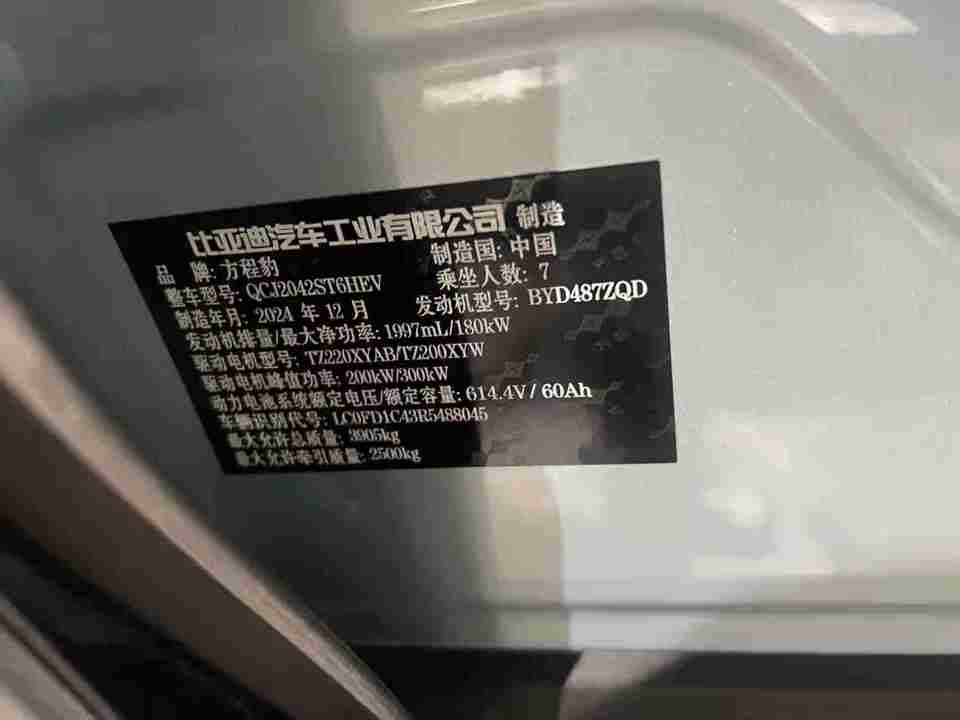 比亚迪汽车工业有限公司 制造
品 牌: 方程豹 制造国: 中国
整车型号: QCJ2042ST6HEV 乘坐人数: 7
制造年月: 2024 年 12 月 发动机型号: BYD487ZQD
发动机排量/最大净功率: 1997mL/180kW
驱动电机型号: TZ220XYAB/TZ200XYW
驱动电机峰值功率: 200kW/300kW
动力电池系统额定电压/额定容量: 614.4V/ 60Ah
车辆识别代号: LC0FD1C43R5488045
最大允许总质量: 3905kg
最大允许牵引质量: 2500kg